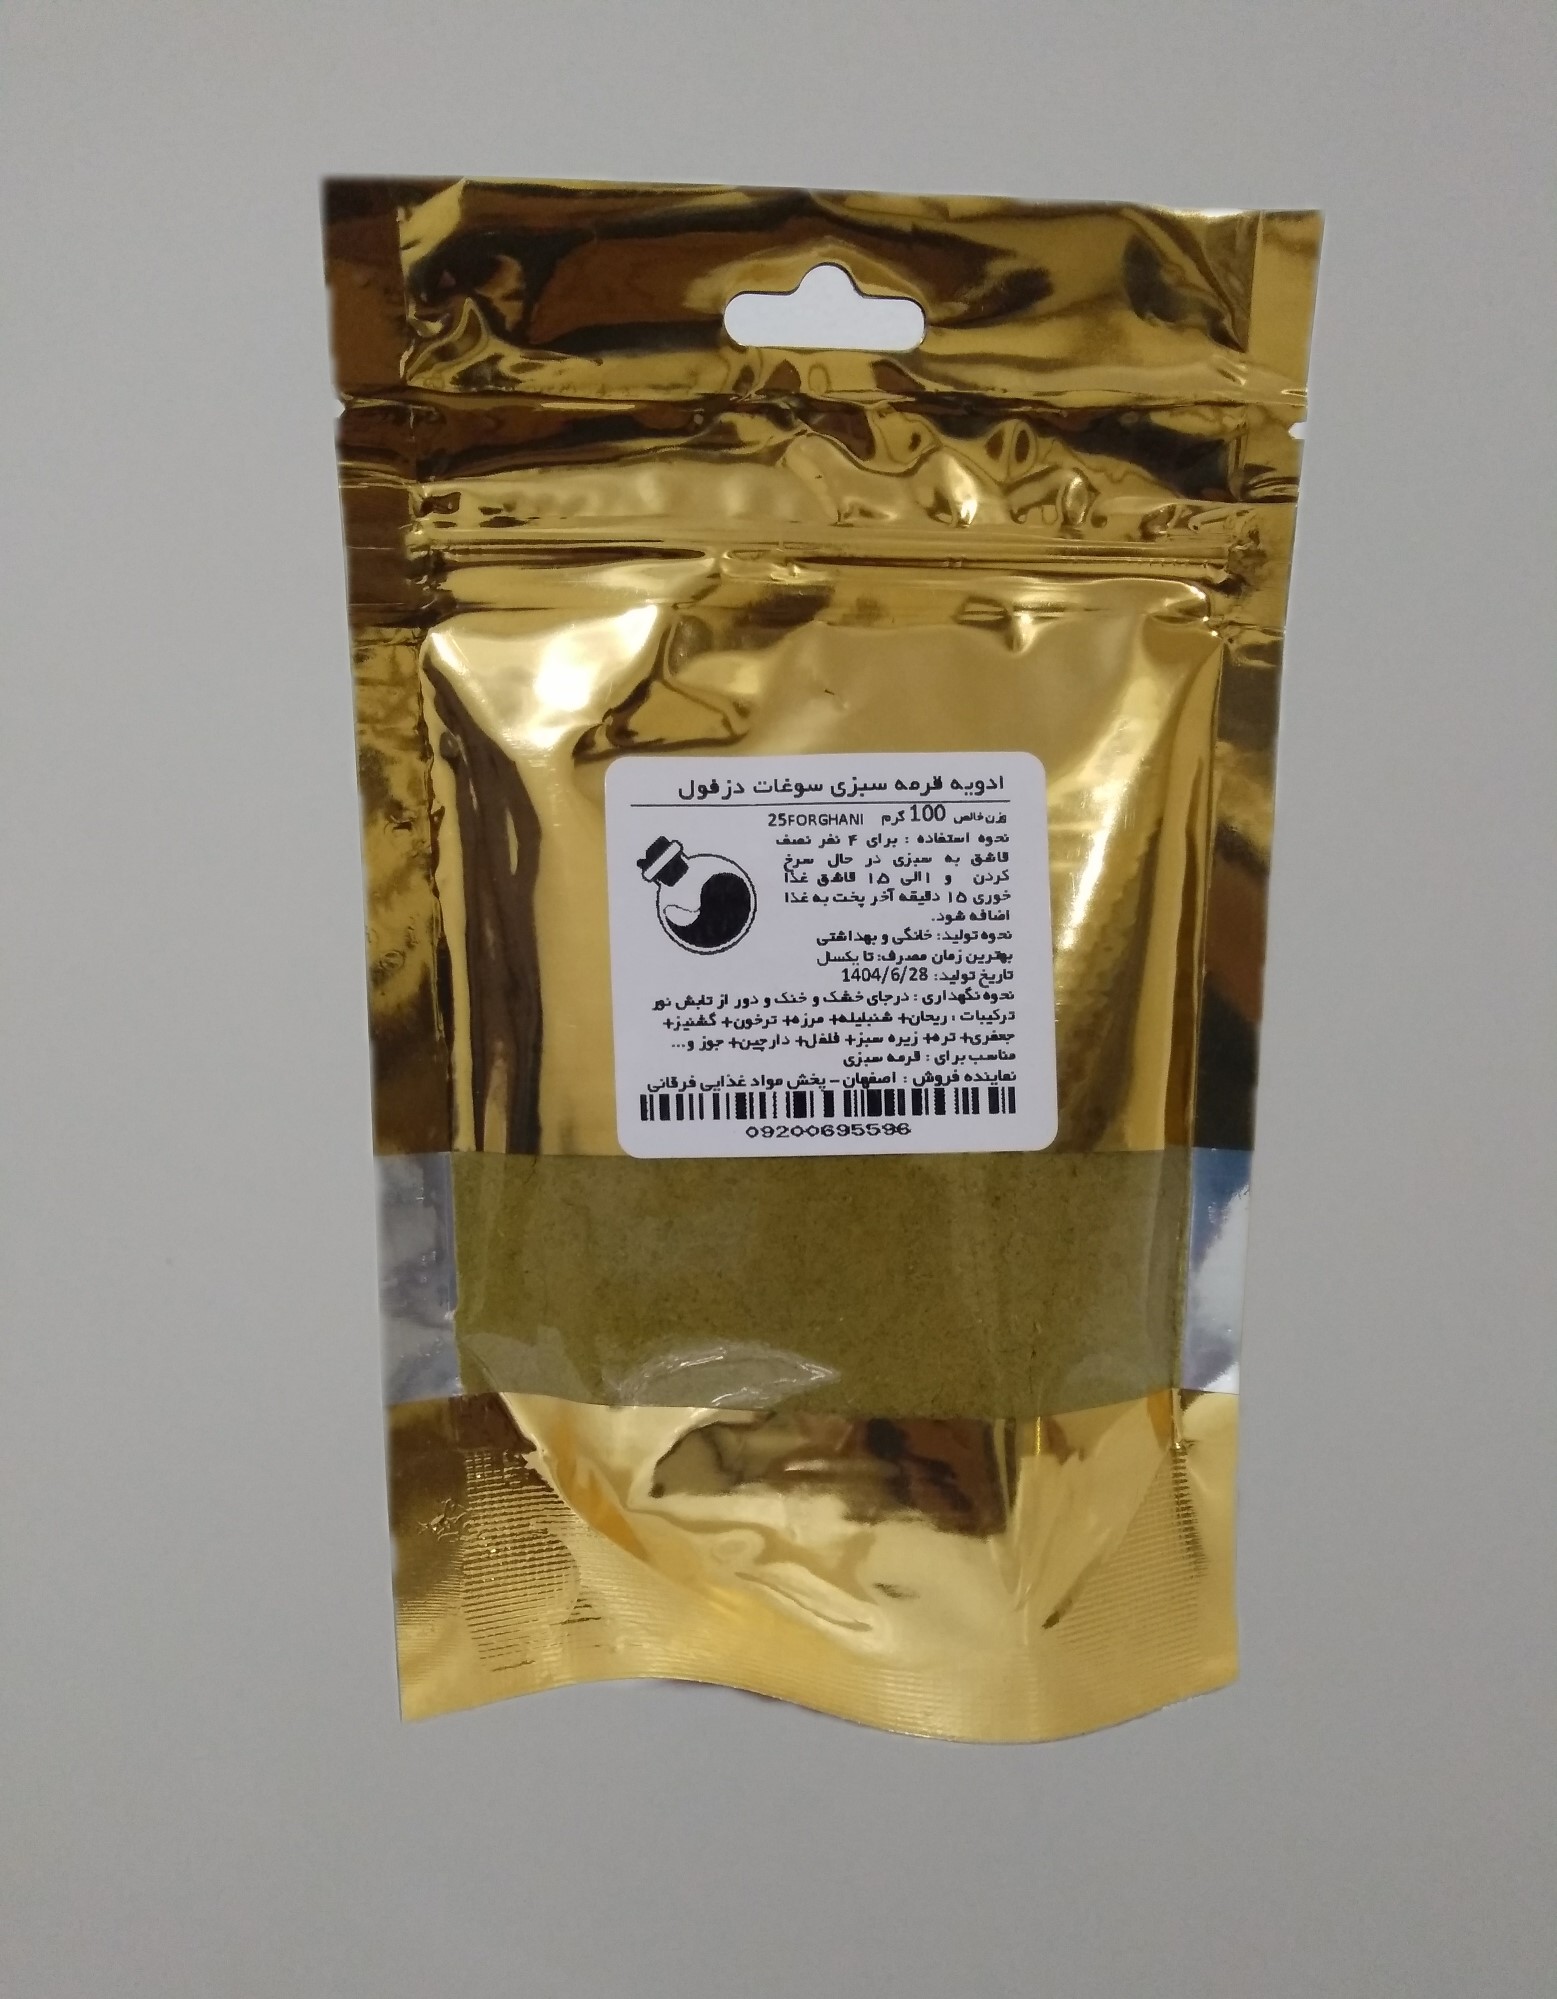 ادویه قرمه سبزی سوغات دزفول
وزن خالص 100 گرم 25FORGHANI
نحوه استفاده : برای ۴ نفر نصف
قاشق به سبزی در حال سرخ
کردن و ۱الی ۱.۵ قاشق غذا
خوری ۱۵ دقیقه آخر پخت به غذا
اضافه شود.
نحوه تولید: خانگی و بهداشتی
بهترین زمان مصرف: تا یکسال
تاریخ تولید: 1404/6/28
نحوه نگهداری : درجای خشک و خنک و دور از تابش نور
ترکیبات : ریحان+ شنبلیله+ مرزه+ ترخون+ گشنیز+
جعفری+ تره+ زیره سبز+ فلفل+ دارچین+ جوز و...
مناسب برای : قرمه سبزی
نماینده فروش : اصفهان - پخش مواد غذایی فرقانی
09200695596